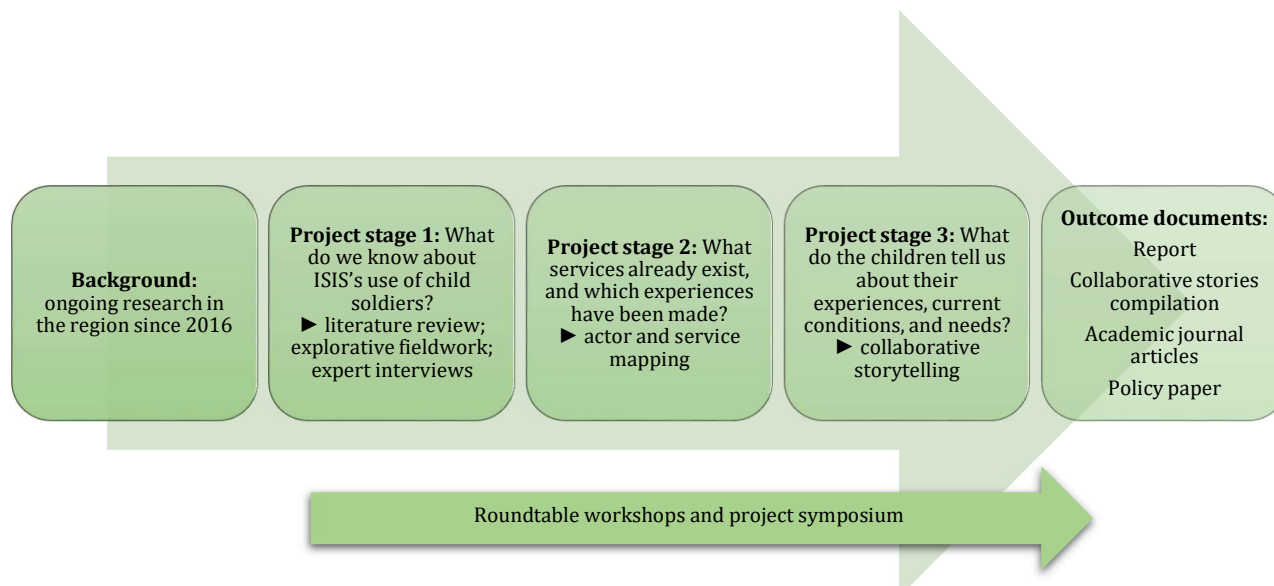 Background:
ongoing research in
the region since 2016
Project stage 1: What
do we know about
ISIS's use of child
soldiers?
► literature review;
explorative fieldwork;
expert interviews
Project stage 2: What
services already exist,
and which experiences
have been made?
► actor and service
mapping
Project stage 3: What
do the children tell us
about their
experiences, current
conditions, and needs?
► collaborative
storytelling
Outcome documents:
Report
Collaborative stories
compilation
Academic journal
articles
Policy paper
Roundtable workshops and project symposium